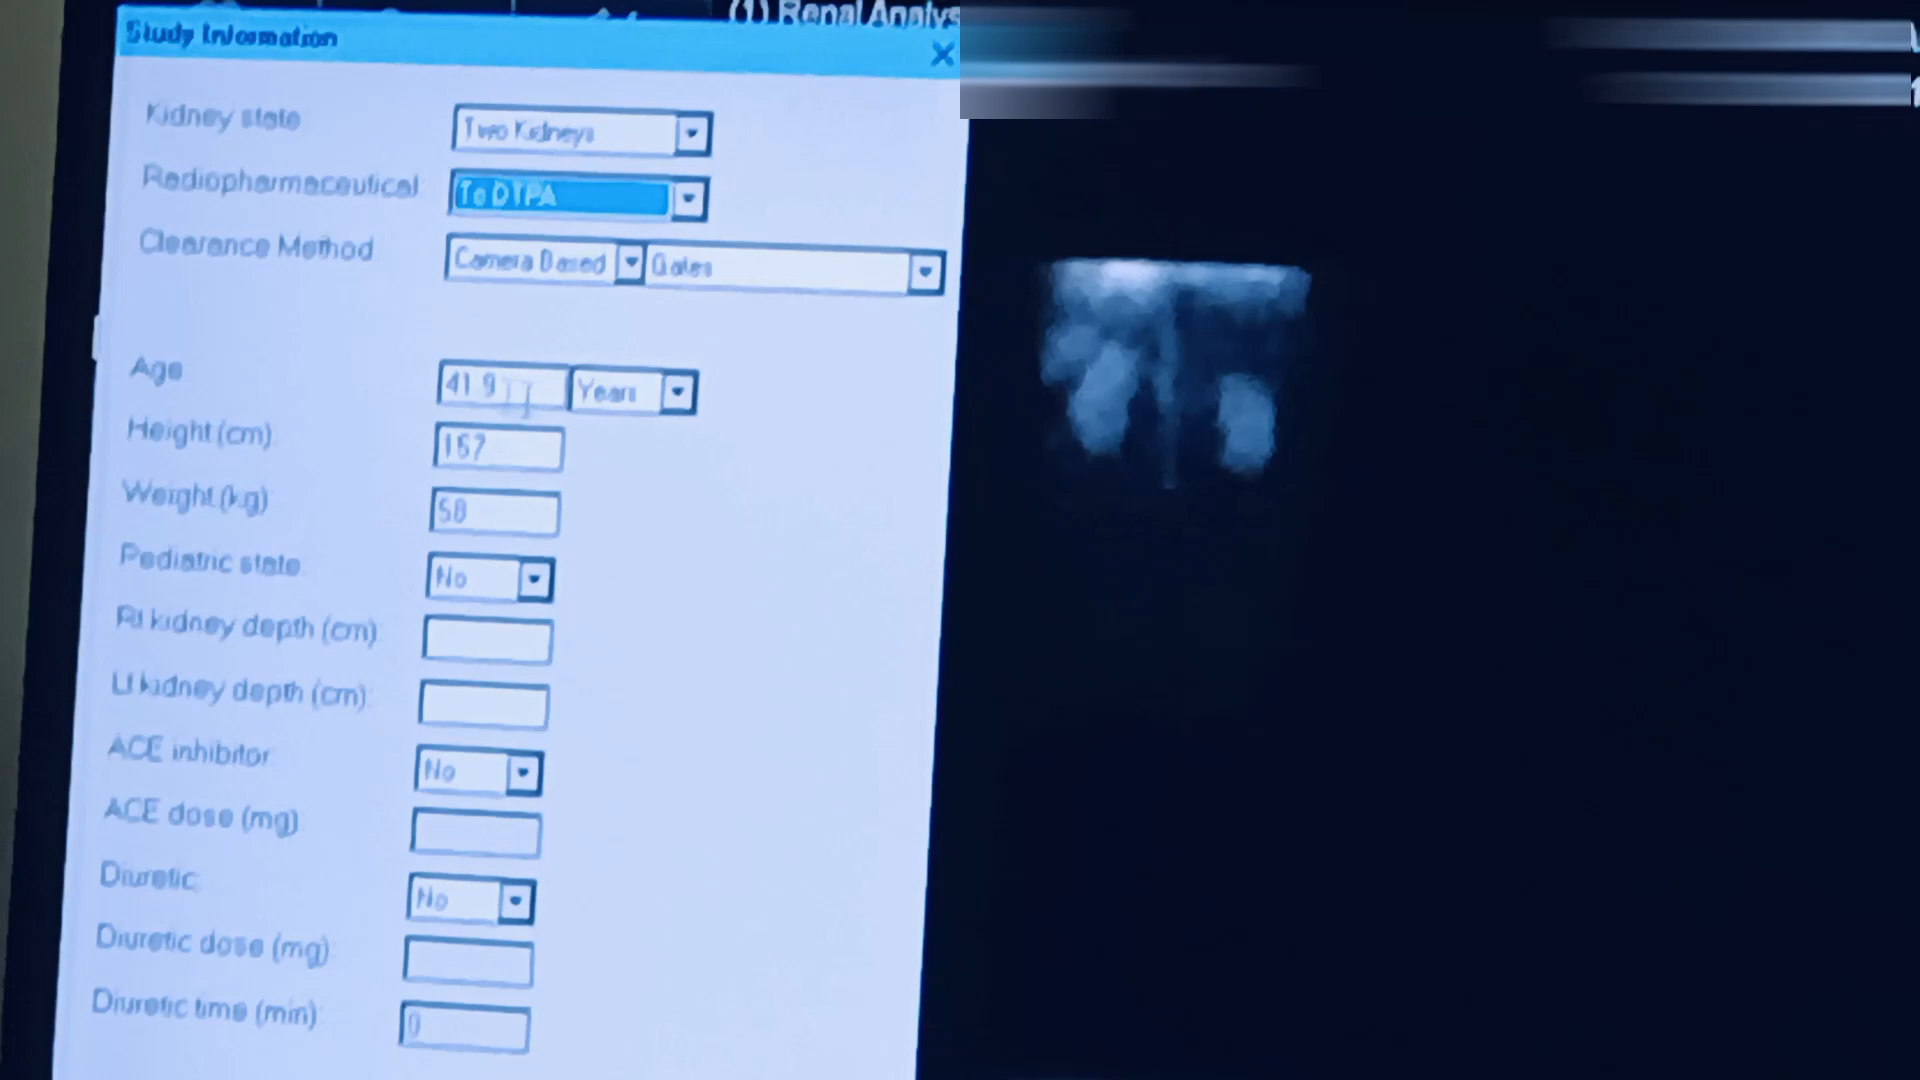 (1) Renal Analys
Study Information
Kidney state Two Kidneys
Radiopharmaceutical Tc DTPA
Clearance Method Camera Based Gates
Age 41.9 Years
Height (cm) 167
Weight (kg) 58
Pediatric state No
Rt kidney depth (cm)
Lt kidney depth (cm)
ACE inhibitor No
ACE dose (mg)
Diuretic No
Diuretic dose (mg)
Diuretic time (min) 0